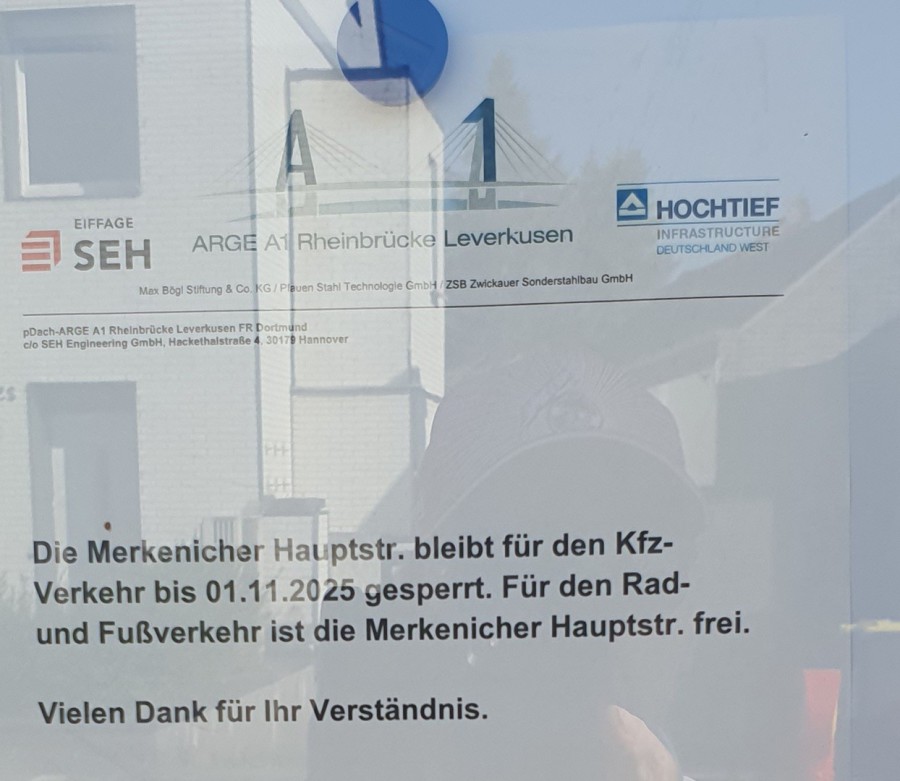 A 1
EIFFAGE
SEH
ARGE A1 Rheinbrücke Leverkusen
HOCHTIEF
INFRASTRUCTURE
DEUTSCHLAND WEST
Max Bögl Stiftung & Co. KG / Plauen Stahl Technologie GmbH / ZSB Zwickauer Sonderstahlbau GmbH
pDach-ARGE A1 Rheinbrücke Leverkusen FR Dortmund
c/o SEH Engineering GmbH, Hackethalstraße 4, 30179 Hannover
Die Merkenicher Hauptstr. bleibt für den Kfz-
Verkehr bis 01.11.2025 gesperrt. Für den Rad-
und Fußverkehr ist die Merkenicher Hauptstr. frei.
Vielen Dank für Ihr Verständnis.